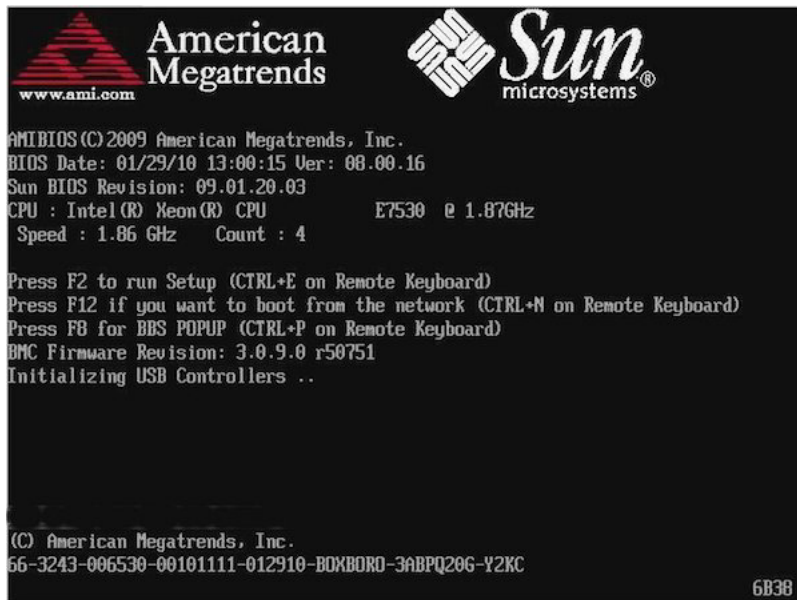 American
Megatrends
www.ami.com
Sun®
microsystems
AMIBIOS(C)2009 American Megatrends, Inc.
BIOS Date: 01/29/10 13:00:15 Ver: 08.00.16
Sun BIOS Revision: 09.01.20.03
CPU : Intel(R) Xeon(R) CPU E7530 @ 1.87GHz
Speed : 1.86 GHz Count : 4
Press F2 to run Setup (CTRL+E on Remote Keyboard)
Press F12 if you want to boot from the network (CTRL+N on Remote Keyboard)
Press F8 for BBS POPUP (CTRL+P on Remote Keyboard)
BMC Firmware Revision: 3.0.9.0 r50751
Initializing USB Controllers ..
(C) American Megatrends, Inc.
66-3243-006530-00101111-012910-BOXBORO-3ABPQ20G-Y2KC
6B38